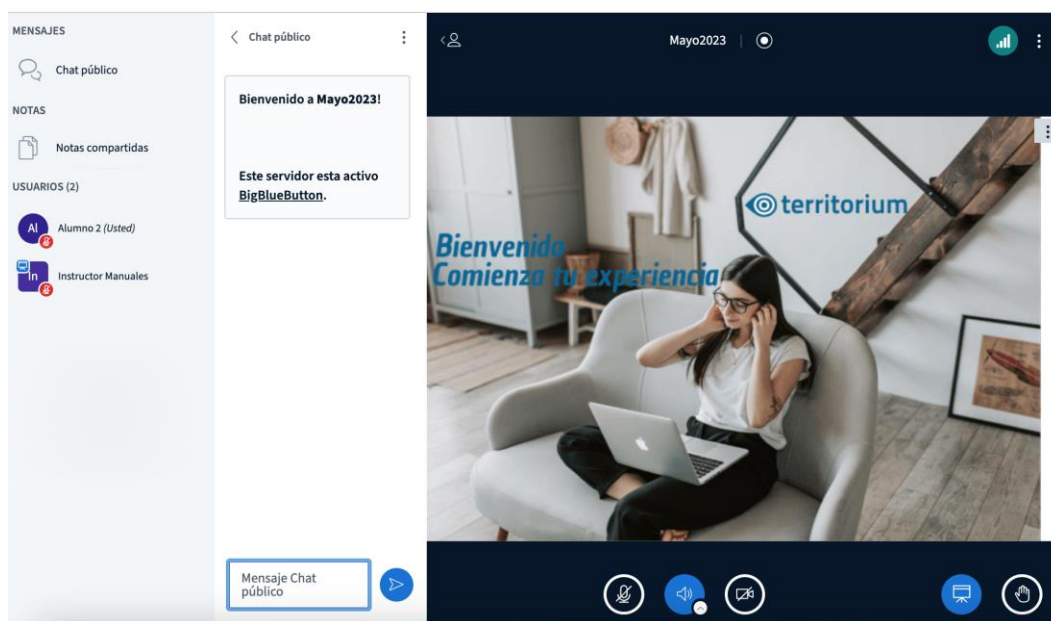 MENSAJES
Chat público
NOTAS
Notas compartidas
USUARIOS (2)
Al
Alumno 2 (Usted)
In
Instructor Manuales
Chat público
Bienvenido a Mayo2023!
Este servidor esta activo
BigBlueButton.
Mensaje Chat
público
Mayo2023
territorium
Bienvenido
Comienza tu experiencia